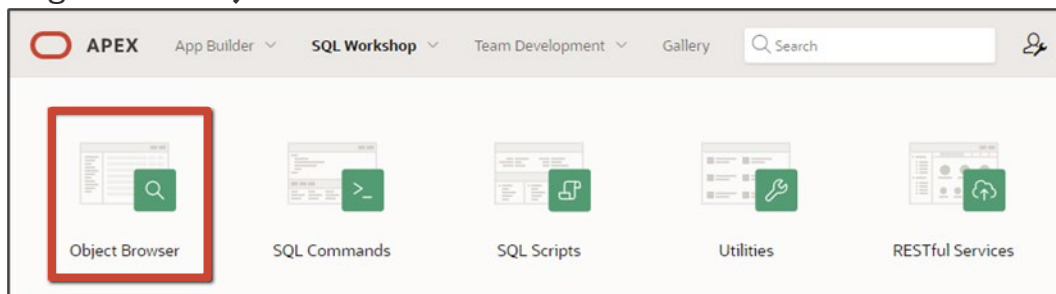 APEX App Builder SQL Workshop Team Development Gallery Search
Object Browser SQL Commands SQL Scripts Utilities RESTful Services